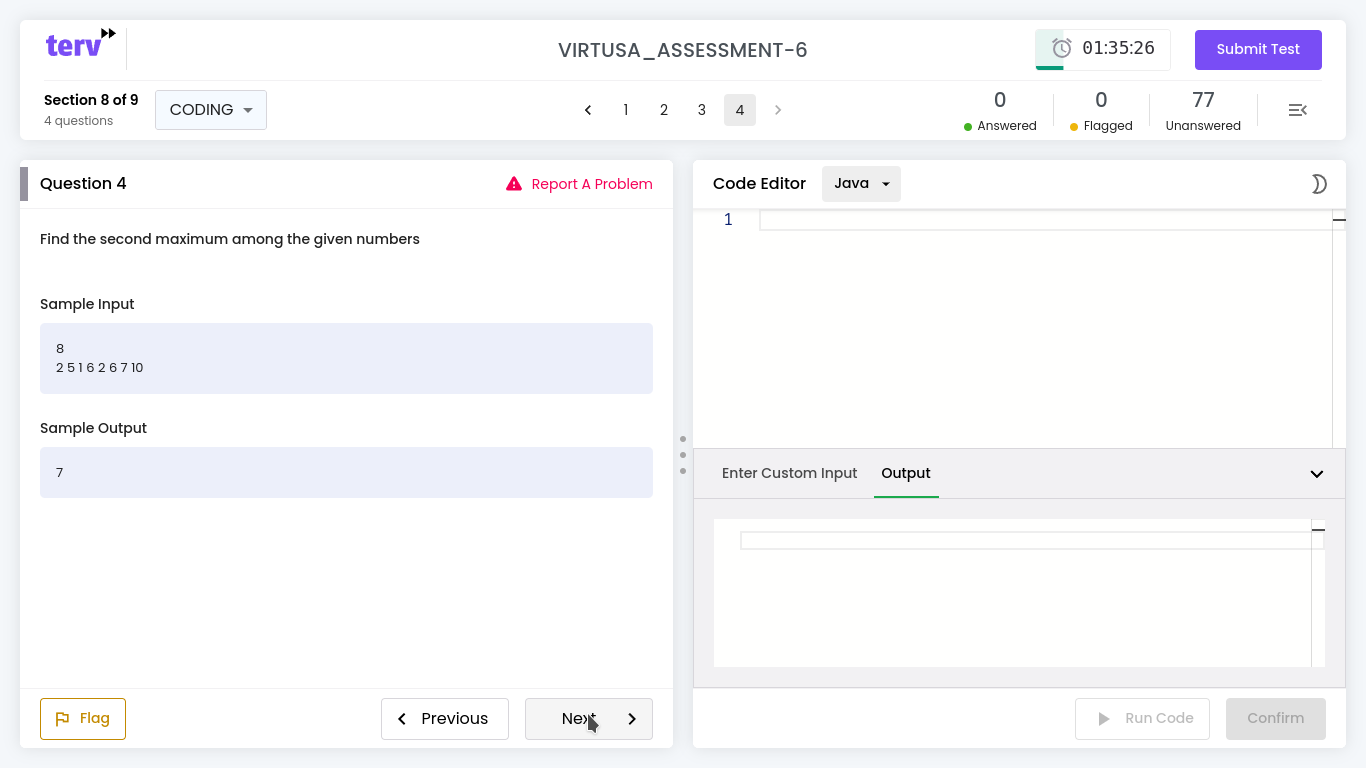 terv
VIRTUSA_ASSESSMENT-6
01:35:26
Submit Test
Section 8 of 9
4 questions
CODING
1 2 3 4
0
Answered
0
Flagged
77
Unanswered
Question 4
Report A Problem
Find the second maximum among the given numbers
Sample Input
8
2 5 1 6 2 6 7 10
Sample Output
7
Flag
Previous
Next
Code Editor
Java
1
Enter Custom Input
Output
Run Code
Confirm